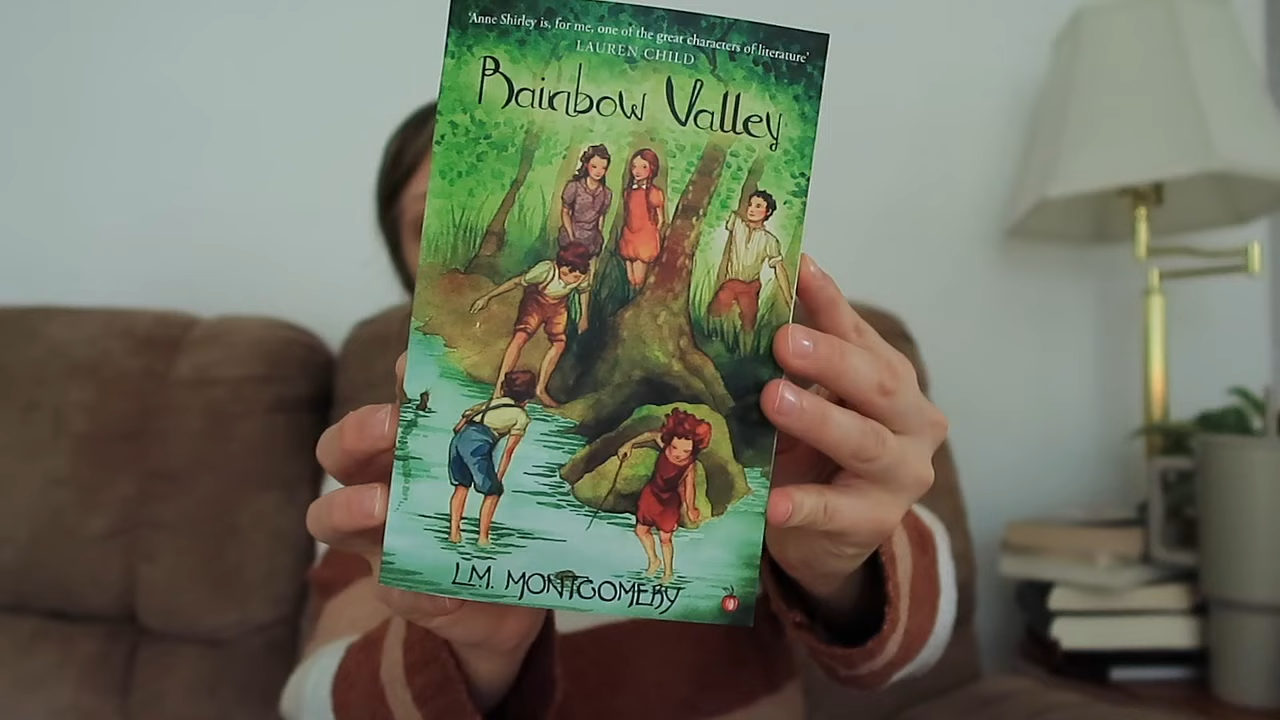 'Anne Shirley is, for me, one of the great characters of literature'
LAUREN CHILD
Rainbow Valley
L.M. MONTGOMERY